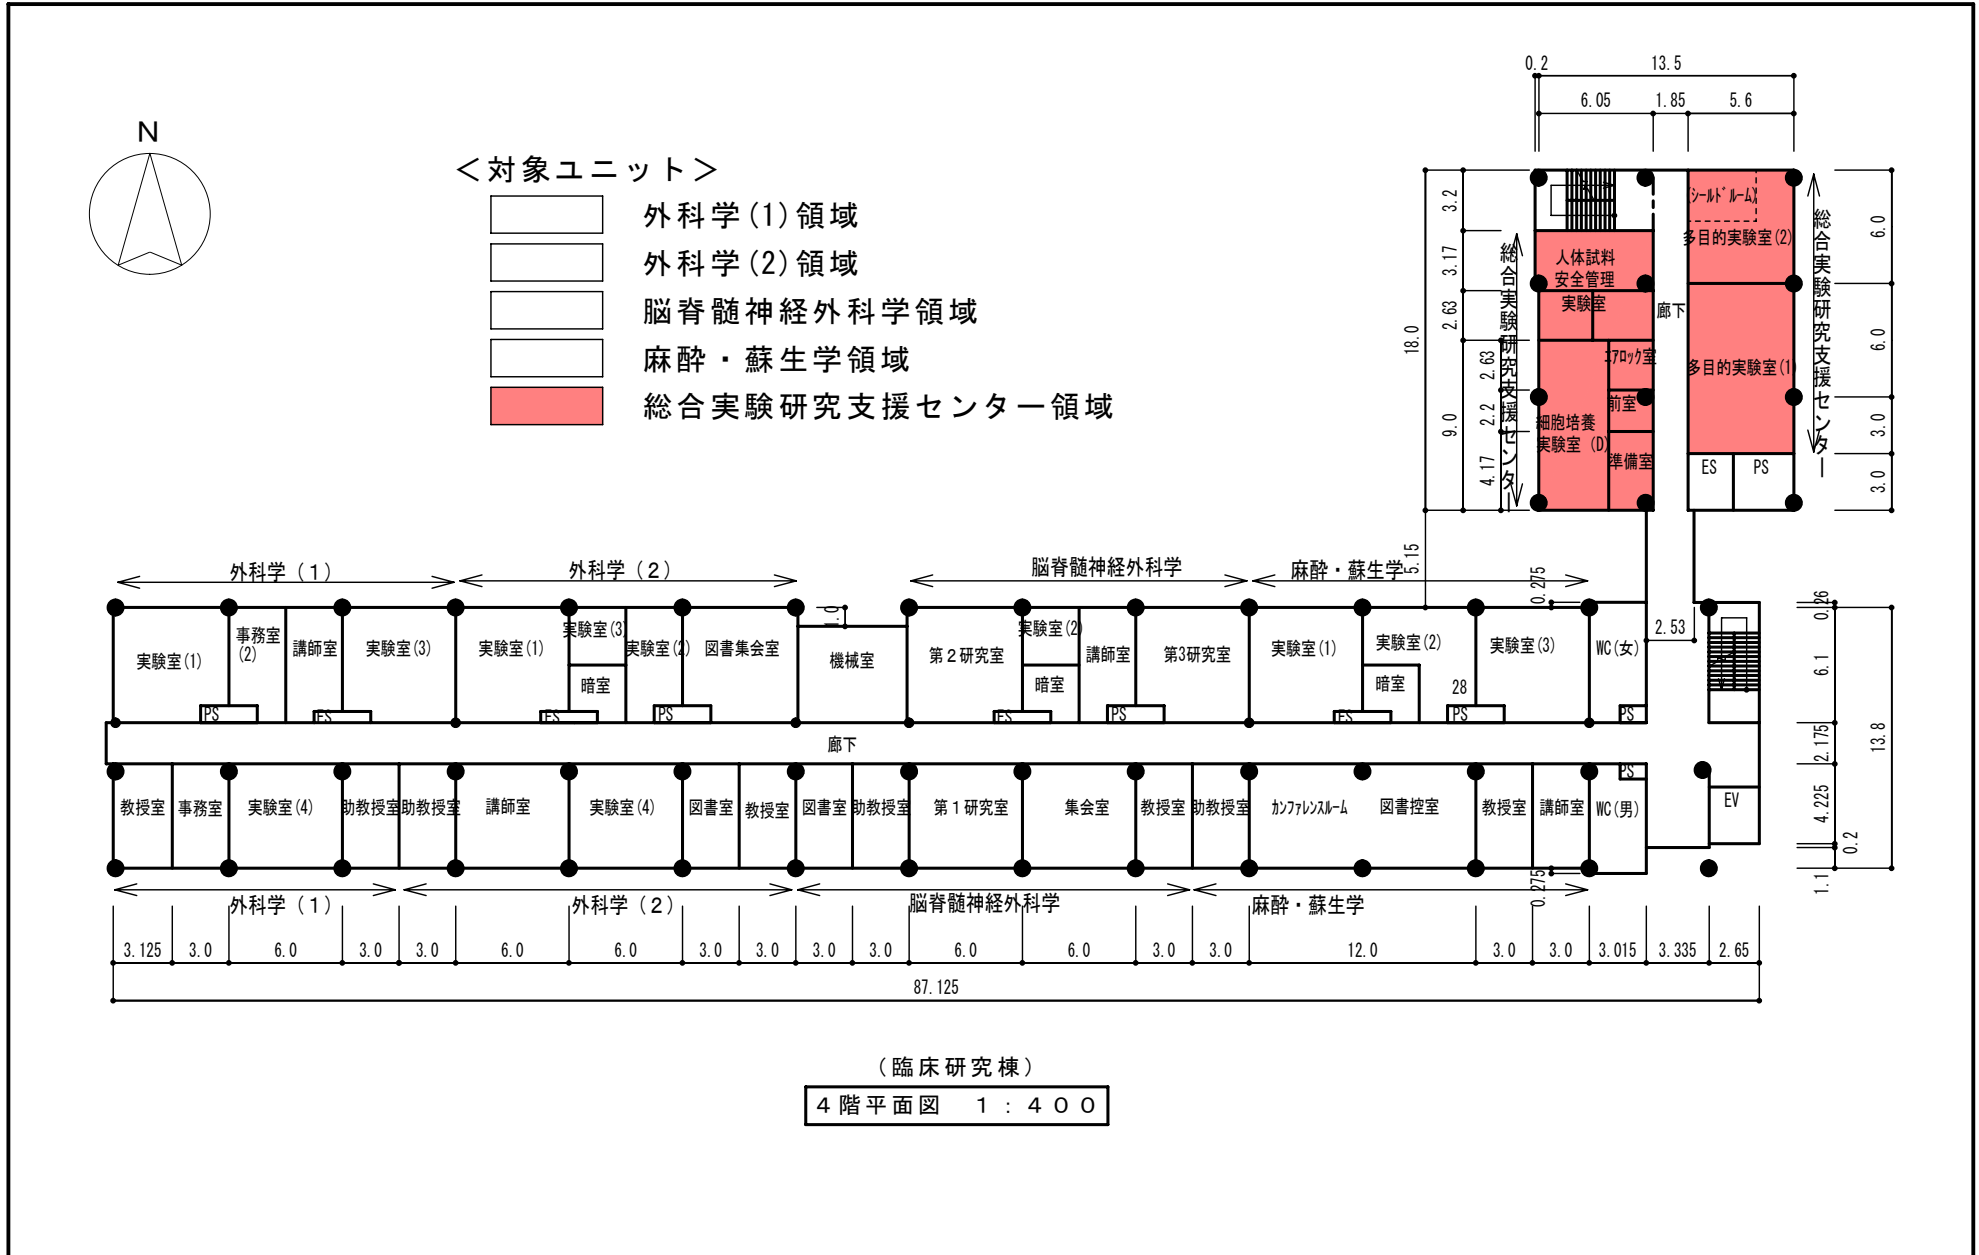 N
＜対象ユニット＞
外科学(1)領域
外科学(2)領域
脳脊髄神経外科学領域
麻酔・蘇生学領域
総合実験研究支援センター領域
0.2
13.5
6.05
1.85
5.6
18.0
3.2
3.17
2.63
9.0
2.63
2.2
4.17
5.15
総合実験研究支援センター
人体試料
安全管理
実験室
エアロック室
前室
細胞培養
実験室 (D)
準備室
廊下
(シールドルーム)
多目的実験室(2)
多目的実験室(1)
ES
PS
総合実験研究支援センター
6.0
6.0
3.0
3.0
外科学（１）
外科学（２）
脳脊髄神経外科学
麻酔・蘇生学
1.0
0.275
2.53
0.26
6.1
2.175
4.225
0.2
1.1
13.8
実験室(1)
事務室
(2)
講師室
実験室(3)
実験室(1)
実験室(3)
暗室
実験室(2)
図書集会室
機械室
第２研究室
実験室(2)
暗室
講師室
第3研究室
実験室(1)
実験室(2)
暗室
28
実験室(3)
WC(女)
PS
ES
ES
PS
ES
PS
ES
PS
PS
廊下
PS
教授室
事務室
実験室(4)
助教授室
助教授室
講師室
実験室(4)
図書室
教授室
図書室
助教授室
第１研究室
集会室
教授室
助教授室
カンファレンスルーム
図書控室
教授室
講師室
WC(男)
EV
0.275
外科学（１）
外科学（２）
脳脊髄神経外科学
麻酔・蘇生学
3.125
3.0
6.0
3.0
3.0
6.0
6.0
3.0
3.0
3.0
3.0
6.0
6.0
3.0
3.0
12.0
3.0
3.0
3.015
3.335
2.65
87.125
（臨床研究棟）
４階平面図　１：４００